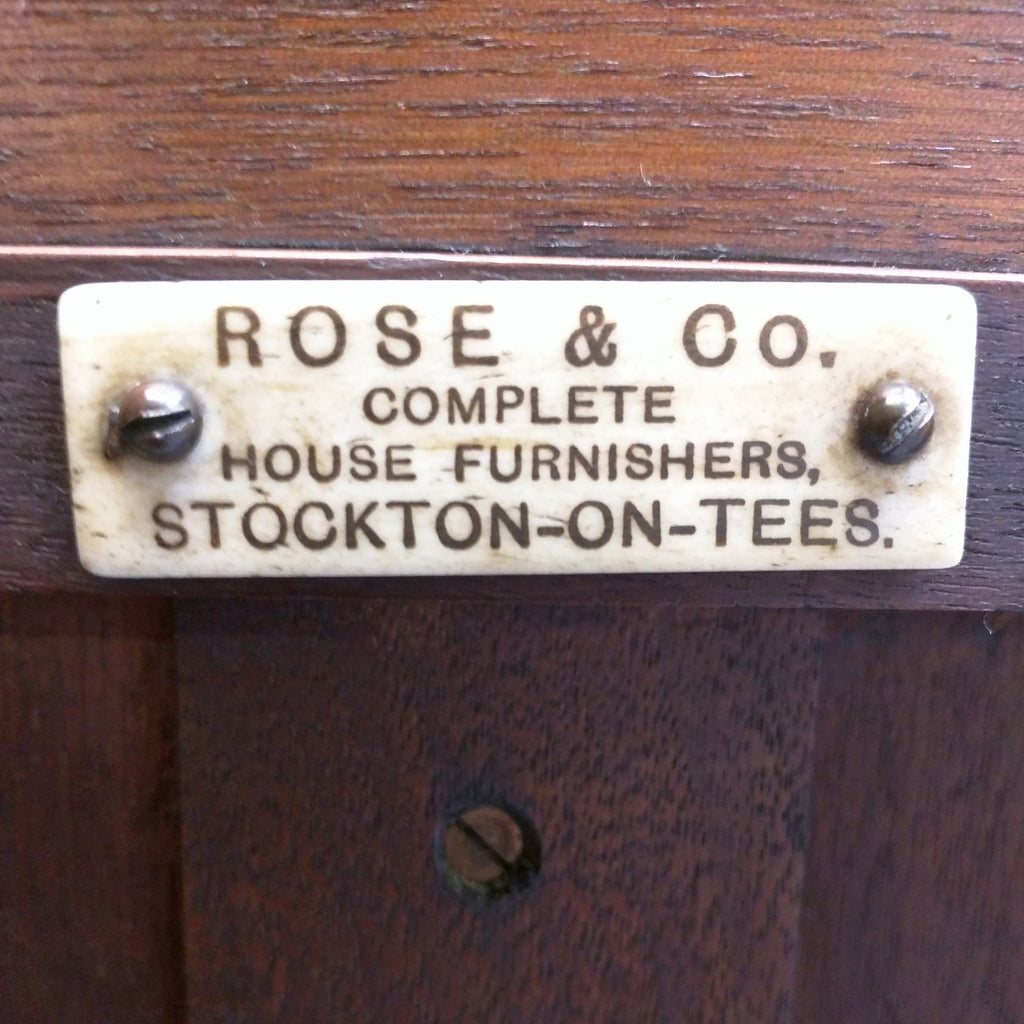 ROSE & Co.
COMPLETE
HOUSE FURNISHERS,
STOCKTON-ON-TEES.